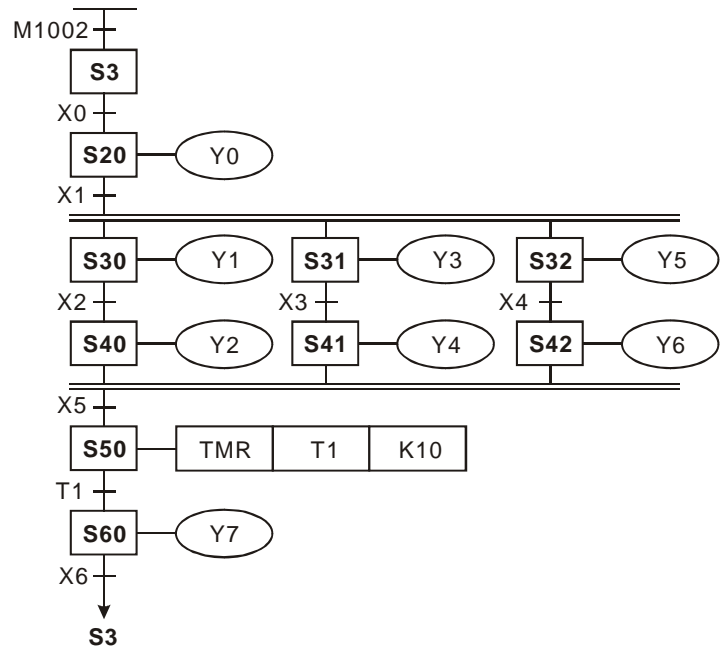 M1002
S3
X0
S20 Y0
X1
S30 Y1 S31 Y3 S32 Y5
X2 X3 X4
S40 Y2 S41 Y4 S42 Y6
X5
S50 TMR T1 K10
T1
S60 Y7
X6
S3